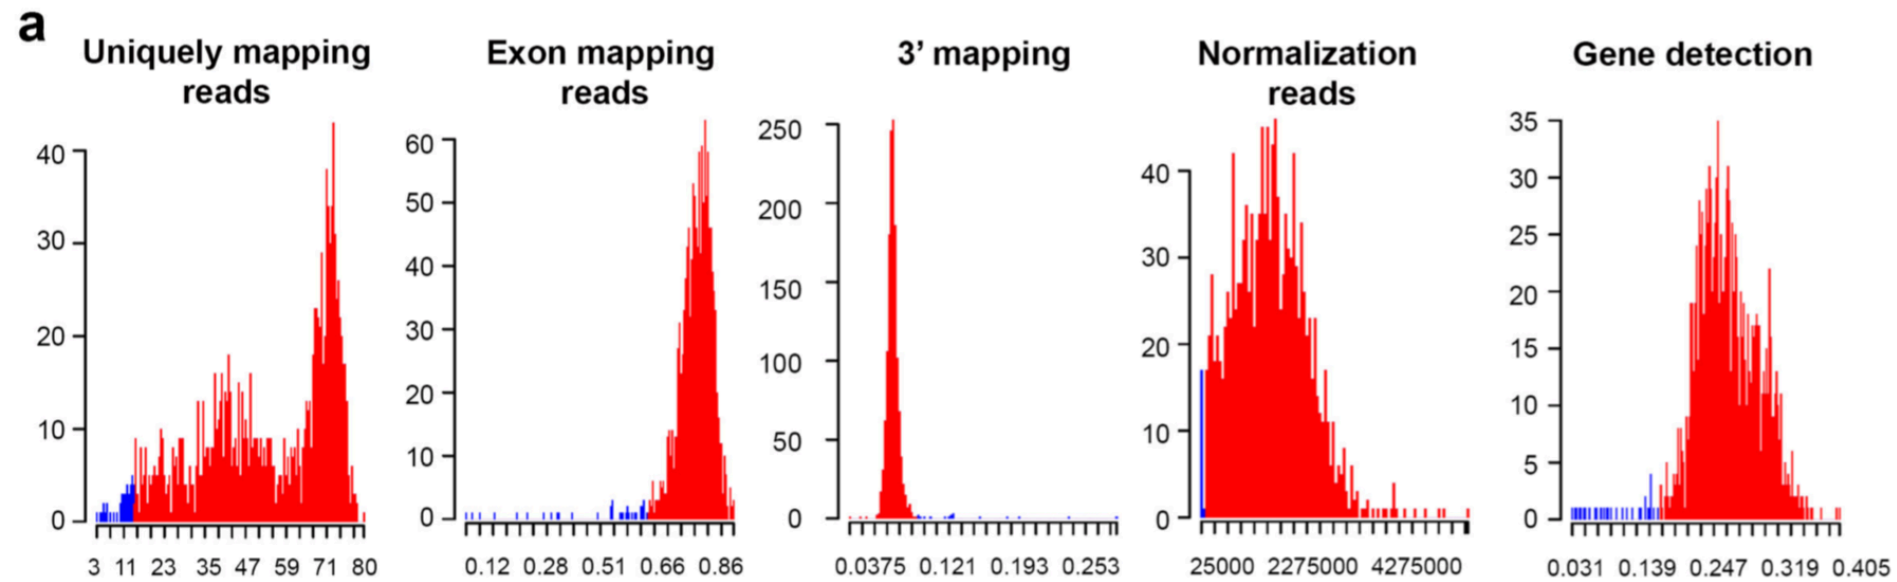 a
Uniquely mapping
reads
40
30
20
10
0
3 11 23 35 47 59 71 80
Exon mapping
reads
60
50
40
30
20
10
0
0.12 0.28 0.51 0.66 0.86
3’ mapping
250
200
150
100
50
0
0.0375 0.121 0.193 0.253
Normalization
reads
40
30
20
10
0
25000 2275000 4275000
Gene detection
35
30
25
20
15
10
5
0
0.031 0.139 0.247 0.319 0.405